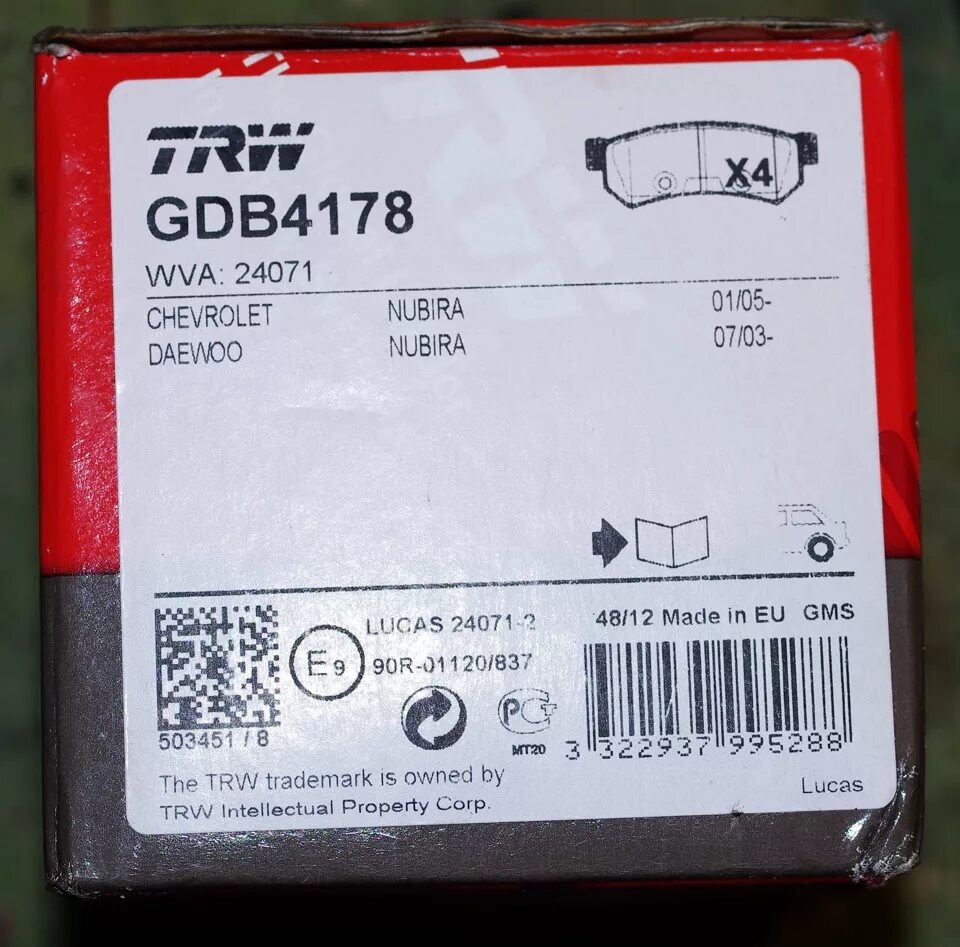 TRW
GDB4178
X4
WVA: 24071
CHEVROLET NUBIRA 01/05-
DAEWOO NUBIRA 07/03-
LUCAS 24071-2
48/12 Made in EU GMS
E9
90R-01120/837
503451 / 8
PCT
MT20
3 322937 995288
The TRW trademark is owned by
TRW Intellectual Property Corp.
Lucas